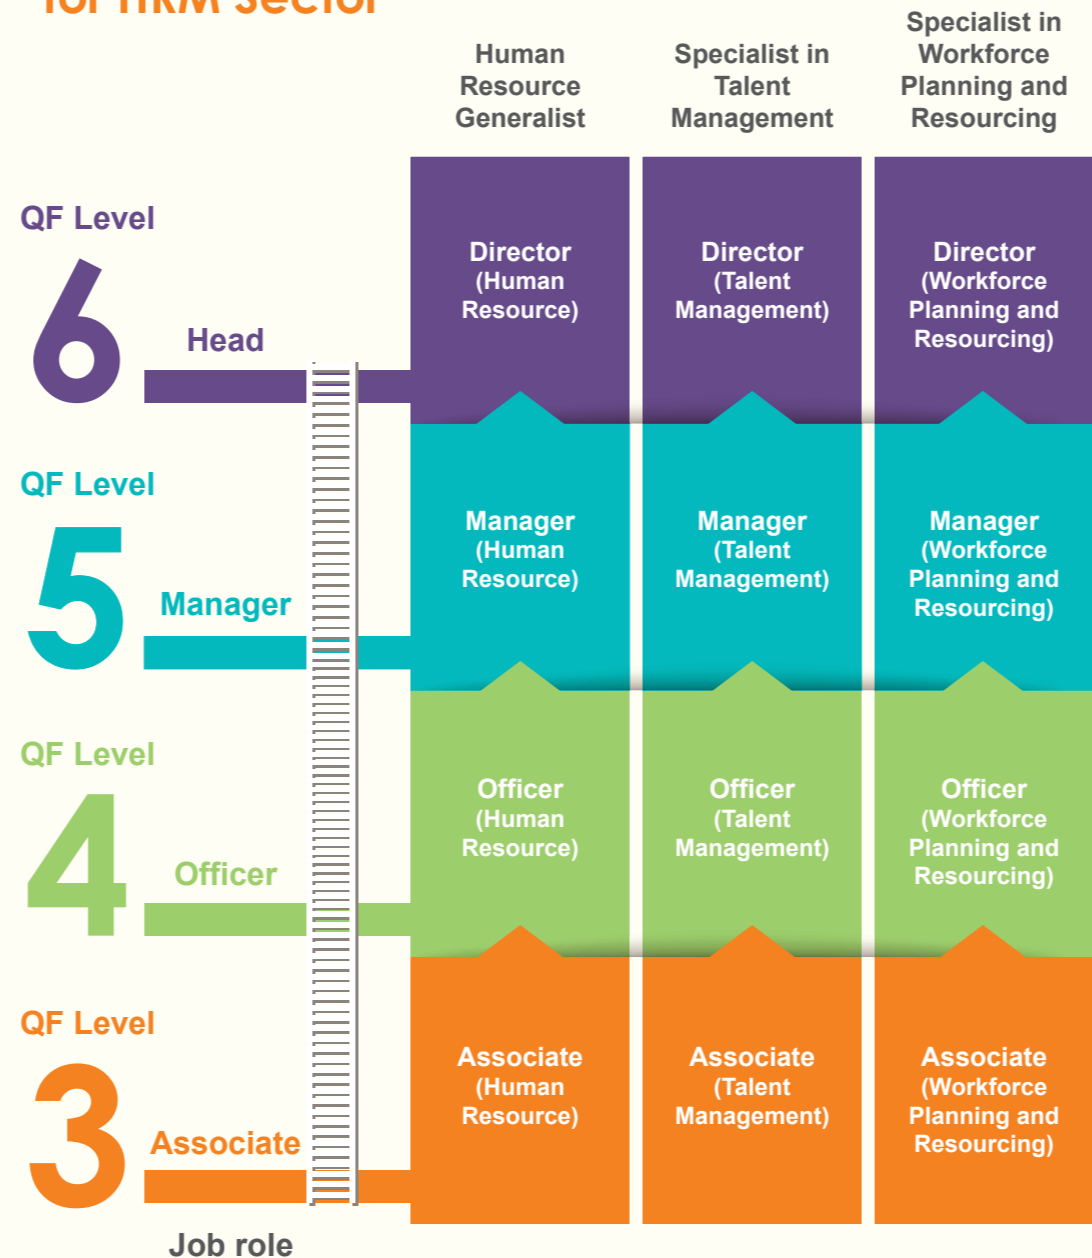 for HRM Sector
Human
Resource
Generalist
Specialist in
Talent
Management
Specialist in
Workforce
Planning and
Resourcing
QF Level
6
Head
Director
(Human
Resource)
Director
(Talent
Management)
Director
(Workforce
Planning and
Resourcing)
QF Level
5
Manager
Manager
(Human
Resource)
Manager
(Talent
Management)
Manager
(Workforce
Planning and
Resourcing)
QF Level
4
Officer
Officer
(Human
Resource)
Officer
(Talent
Management)
Officer
(Workforce
Planning and
Resourcing)
QF Level
3
Associate
Associate
(Human
Resource)
Associate
(Talent
Management)
Associate
(Workforce
Planning and
Resourcing)
Job role